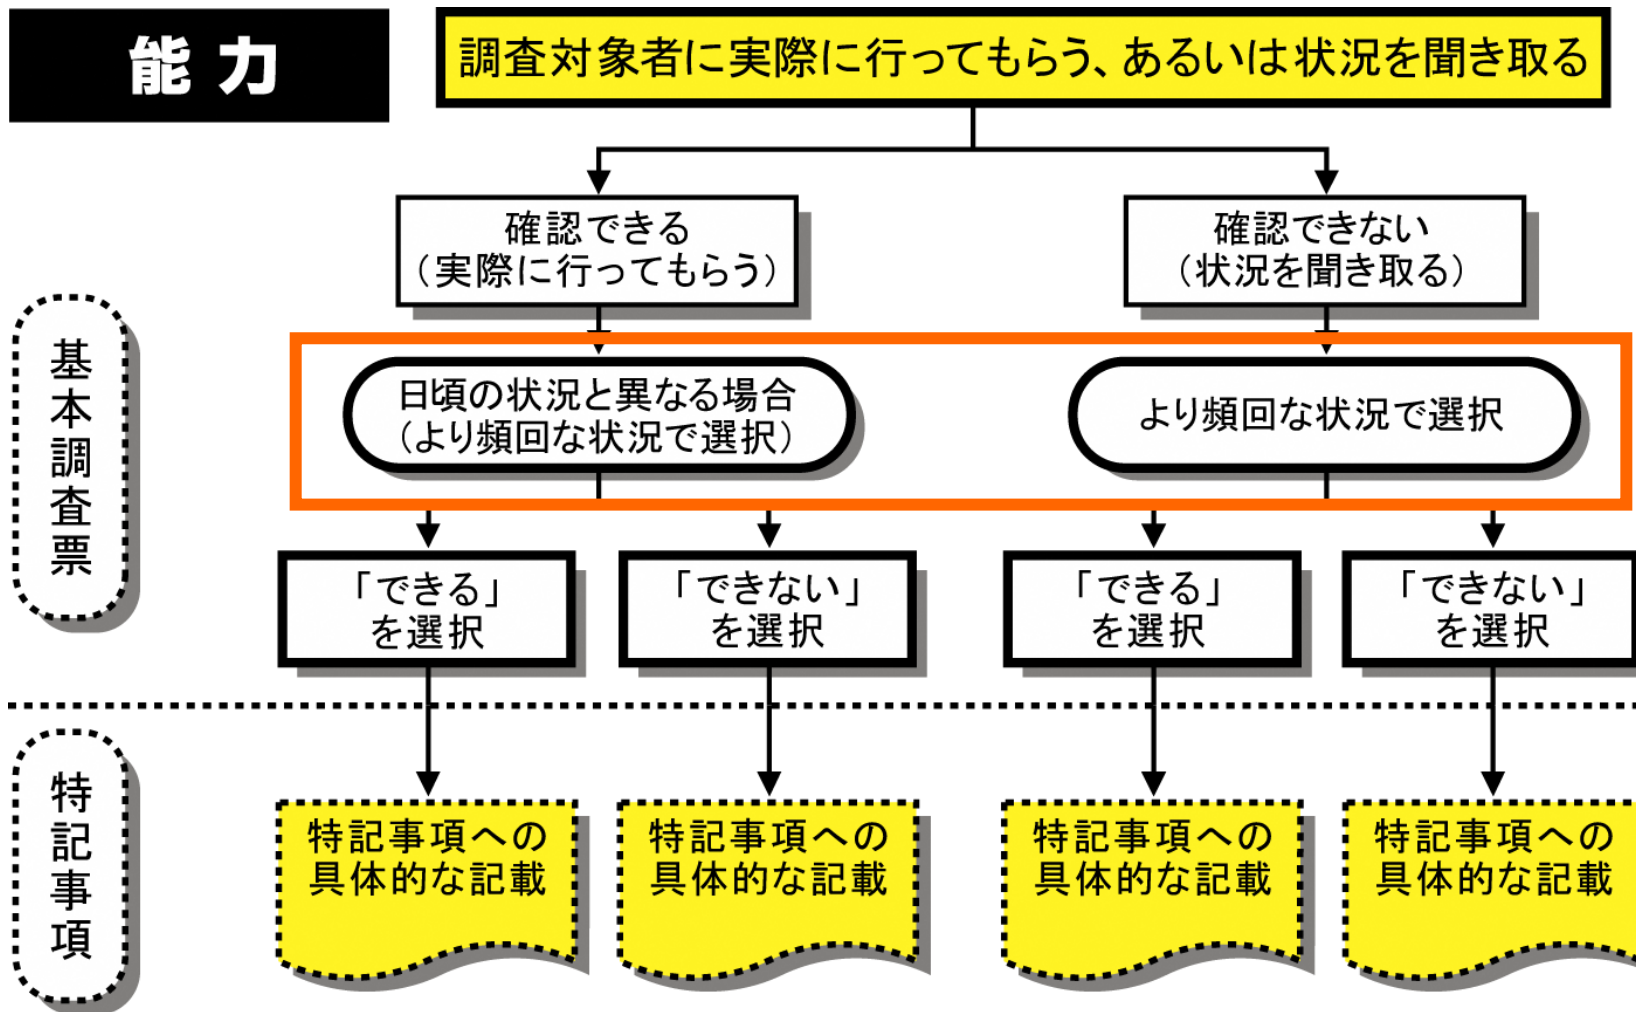 能力
調査対象者に実際に行ってもらう、あるいは状況を聞き取る
確認できる
（実際に行ってもらう）
確認できない
（状況を聞き取る）
基本調査票
日頃の状況と異なる場合
（より頻回な状況で選択）
より頻回な状況で選択
「できる」
を選択
「できない」
を選択
「できる」
を選択
「できない」
を選択
特記事項
特記事項への
具体的な記載
特記事項への
具体的な記載
特記事項への
具体的な記載
特記事項への
具体的な記載